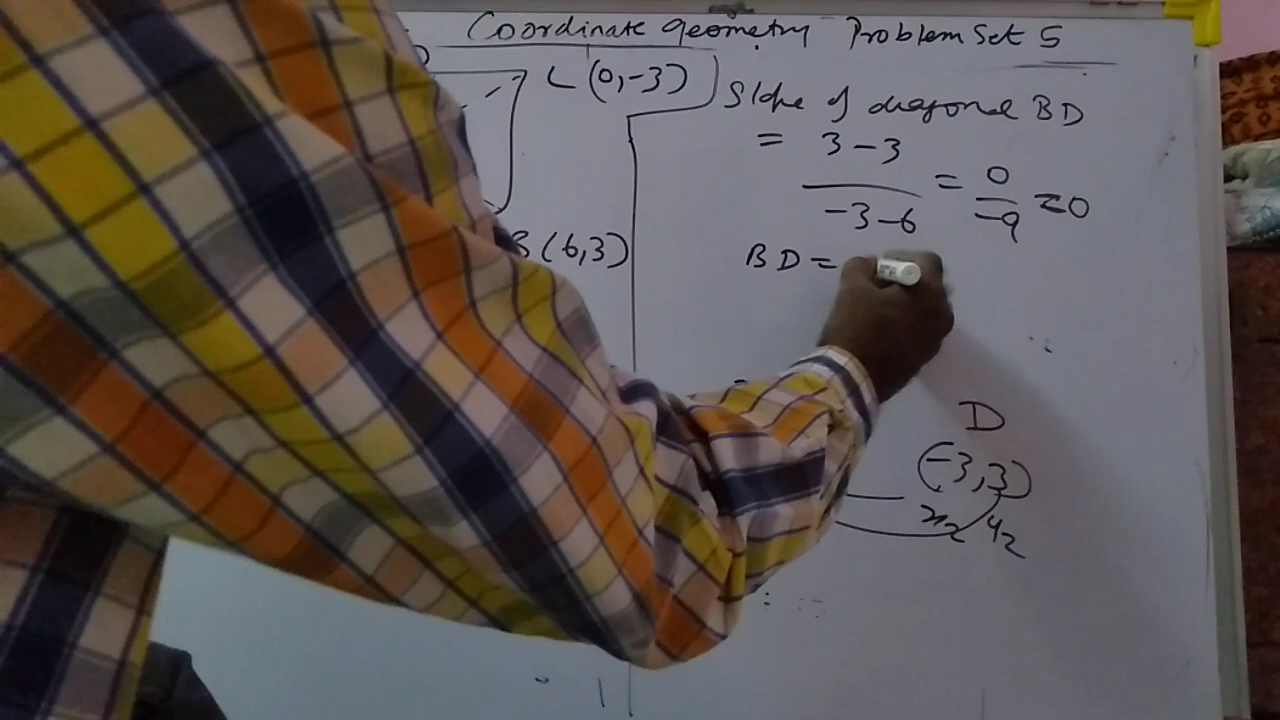 Coordinate geometry Problem Set 5
D
L (0,-3)
B (6,3)
Slope of diagonal BD
= 3-3 / -3-6 = 0 / -9 = 0
BD =
D
(-3,3)
x2 y2